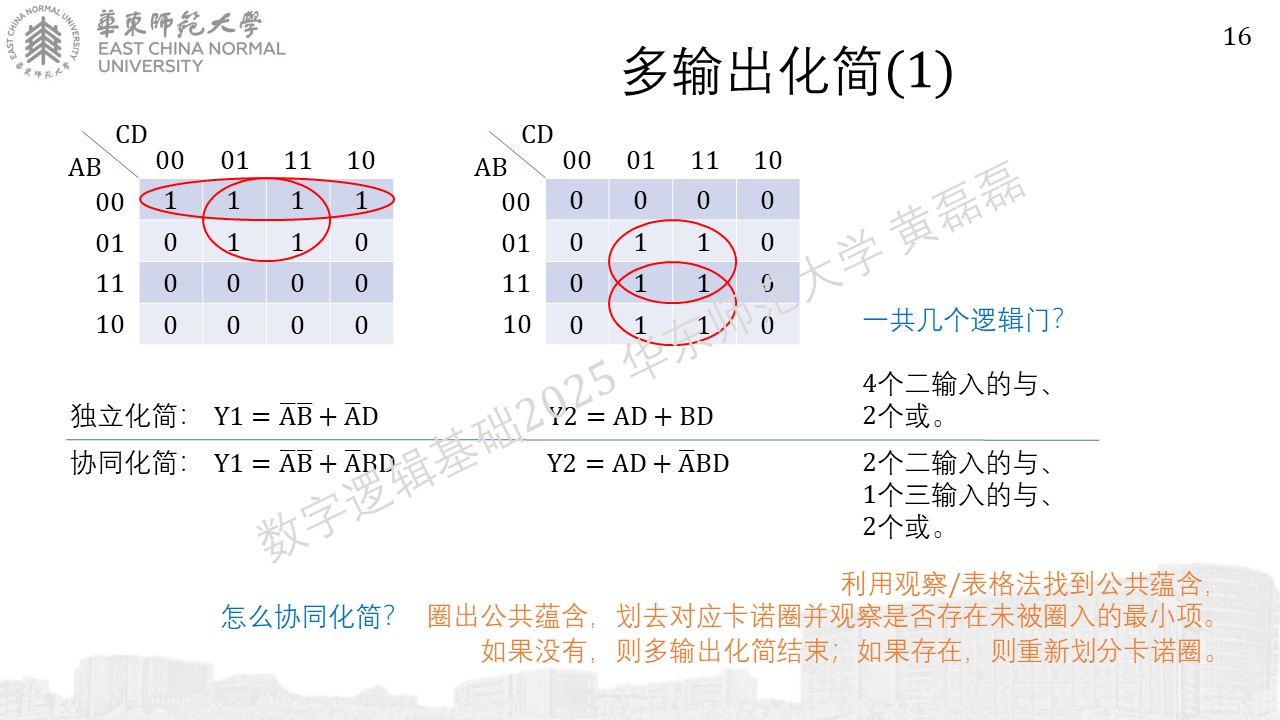 華東師範大學
EAST CHINA NORMAL
UNIVERSITY
EAST CHINA NORMAL UNIVERSITY
華東师范大学
16
多输出化简(1)
CD
AB 00 01 11 10
00 1 1 1 1
01 0 1 1 0
11 0 0 0 0
10 0 0 0 0
CD
AB 00 01 11 10
00 0 0 0 0
01 0 1 1 0
11 0 1 1 0
10 0 1 1 0
一共几个逻辑门?
4个二输入的与、
2个或。
独立化简: Y1 = A̅B̅ + A̅D Y2 = AD + BD
协同化简: Y1 = A̅B̅ + A̅BD Y2 = AD + A̅BD
2个二输入的与、
1个三输入的与、
2个或。
利用观察/表格法找到公共蕴含,
怎么协同化简? 圈出公共蕴含,划去对应卡诺圈并观察是否存在未被圈入的最小项。
如果没有,则多输出化简结束;如果存在,则重新划分卡诺圈。
数字逻辑基础2025 华东师范大学 黄磊磊